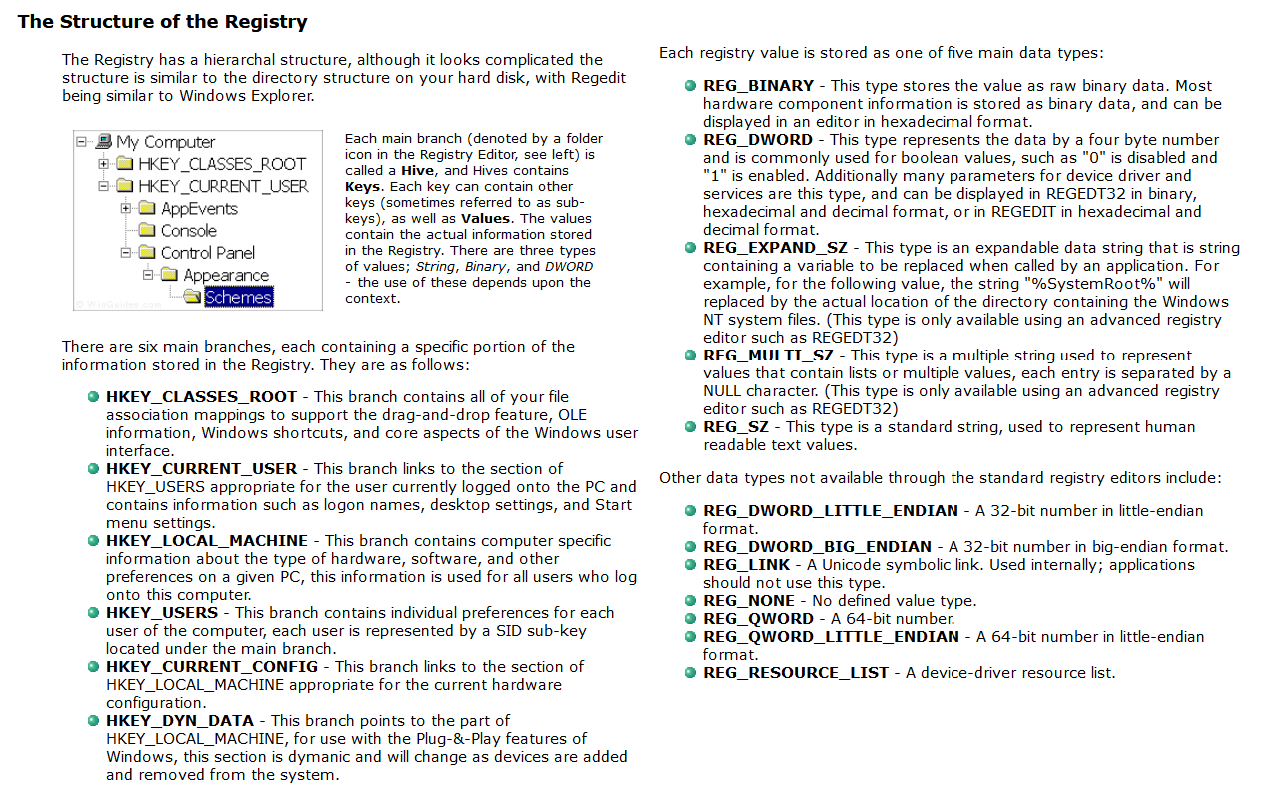 The Structure of the Registry
The Registry has a hierarchal structure, although it looks complicated the
structure is similar to the directory structure on your hard disk, with Regedit
being similar to Windows Explorer.
My Computer
HKEY_CLASSES_ROOT
HKEY_CURRENT_USER
AppEvents
Console
Control Panel
Appearance
Schemes
© WinGuides.com
Each main branch (denoted by a folder
icon in the Registry Editor, see left) is
called a Hive, and Hives contains
Keys. Each key can contain other
keys (sometimes referred to as sub-
keys), as well as Values. The values
contain the actual information stored
in the Registry. There are three types
of values; String, Binary, and DWORD
- the use of these depends upon the
context.
There are six main branches, each containing a specific portion of the
information stored in the Registry. They are as follows:
HKEY_CLASSES_ROOT - This branch contains all of your file
association mappings to support the drag-and-drop feature, OLE
information, Windows shortcuts, and core aspects of the Windows user
interface.
HKEY_CURRENT_USER - This branch links to the section of
HKEY_USERS appropriate for the user currently logged onto the PC and
contains information such as logon names, desktop settings, and Start
menu settings.
HKEY_LOCAL_MACHINE - This branch contains computer specific
information about the type of hardware, software, and other
preferences on a given PC, this information is used for all users who log
onto this computer.
HKEY_USERS - This branch contains individual preferences for each
user of the computer, each user is represented by a SID sub-key
located under the main branch.
HKEY_CURRENT_CONFIG - This branch links to the section of
HKEY_LOCAL_MACHINE appropriate for the current hardware
configuration.
HKEY_DYN_DATA - This branch points to the part of
HKEY_LOCAL_MACHINE, for use with the Plug-&-Play features of
Windows, this section is dymanic and will change as devices are added
and removed from the system.
Each registry value is stored as one of five main data types:
REG_BINARY - This type stores the value as raw binary data. Most
hardware component information is stored as binary data, and can be
displayed in an editor in hexadecimal format.
REG_DWORD - This type represents the data by a four byte number
and is commonly used for boolean values, such as "0" is disabled and
"1" is enabled. Additionally many parameters for device driver and
services are this type, and can be displayed in REGEDT32 in binary,
hexadecimal and decimal format, or in REGEDIT in hexadecimal and
decimal format.
REG_EXPAND_SZ - This type is an expandable data string that is string
containing a variable to be replaced when called by an application. For
example, for the following value, the string "%SystemRoot%" will
replaced by the actual location of the directory containing the Windows
NT system files. (This type is only available using an advanced registry
editor such as REGEDT32)
REG_MULTI_SZ - This type is a multiple string used to represent
values that contain lists or multiple values, each entry is separated by a
NULL character. (This type is only available using an advanced registry
editor such as REGEDT32)
REG_SZ - This type is a standard string, used to represent human
readable text values.
Other data types not available through the standard registry editors include:
REG_DWORD_LITTLE_ENDIAN - A 32-bit number in little-endian
format.
REG_DWORD_BIG_ENDIAN - A 32-bit number in big-endian format.
REG_LINK - A Unicode symbolic link. Used internally; applications
should not use this type.
REG_NONE - No defined value type.
REG_QWORD - A 64-bit number.
REG_QWORD_LITTLE_ENDIAN - A 64-bit number in little-endian
format.
REG_RESOURCE_LIST - A device-driver resource list.